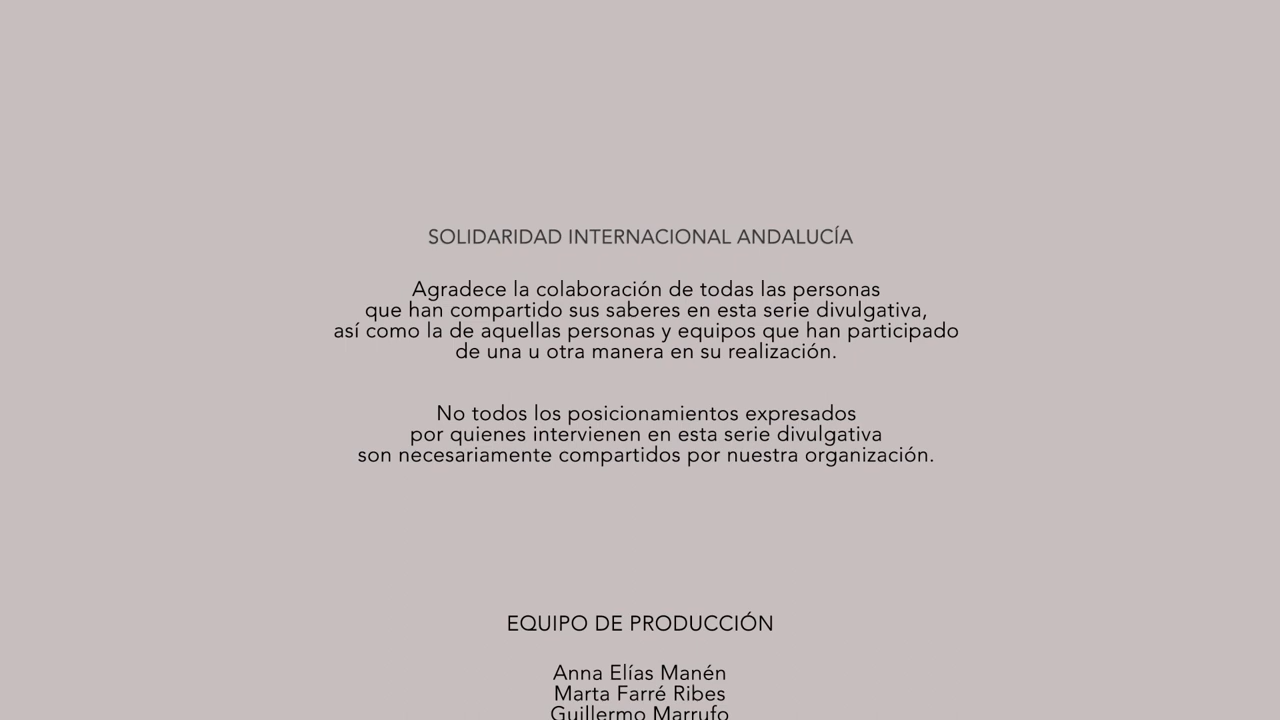 SOLIDARIDAD INTERNACIONAL ANDALUCÍA
Agradece la colaboración de todas las personas
que han compartido sus saberes en esta serie divulgativa,
así como la de aquellas personas y equipos que han participado
de una u otra manera en su realización.
No todos los posicionamientos expresados
por quienes intervienen en esta serie divulgativa
son necesariamente compartidos por nuestra organización.
EQUIPO DE PRODUCCIÓN
Anna Elías Manén
Marta Farré Ribes
Guillermo Marrufo